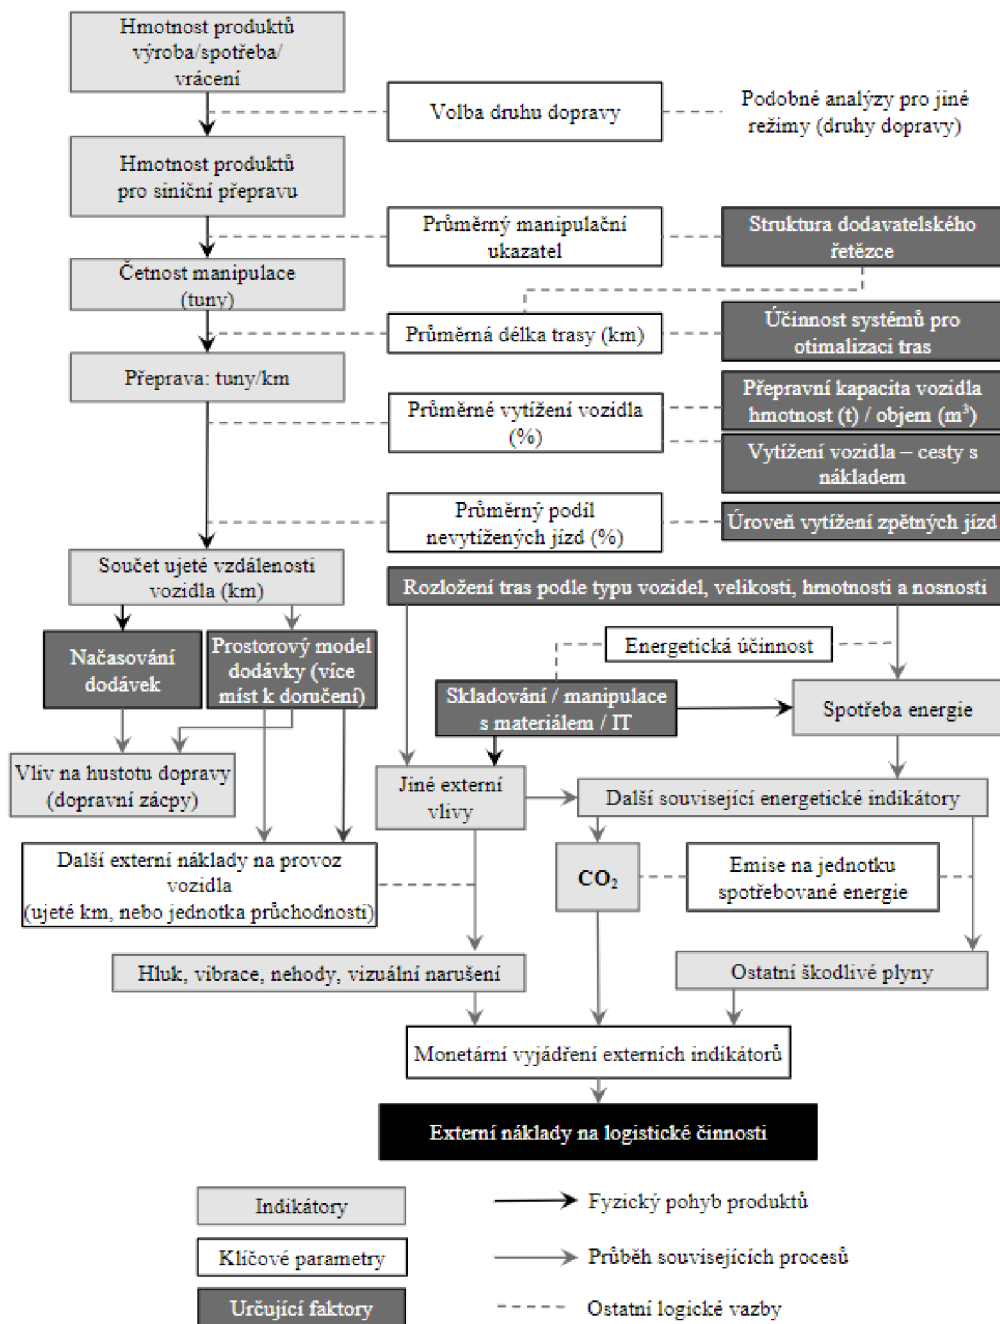 Hmotnost produktů
výroba/spotřeba/
vrácení
Volba druhu dopravy
Podobné analýzy pro jiné
režimy (druhy dopravy)
Hmotnost produktů
pro siniční přepravu
Průměrný manipulační
ukazatel
Struktura dodavatelského
řetězce
Četnost manipulace
(tuny)
Průměrná délka trasy (km)
Účinnost systémů pro
otimalizaci tras
Přeprava: tuny/km
Průměrné vytížení vozidla
(%)
Přepravní kapacita vozidla
hmotnost (t) / objem (m³)
Vytížení vozidla – cesty s
nákladem
Průměrný podíl
nevytížených jízd (%)
Úroveň vytížení zpětných jízd
Součet ujeté vzdálenosti
vozidla (km)
Rozložení tras podle typu vozidel, velikosti, hmotnosti a nosnosti
Načasování
dodávek
Prostorový model
dodávky (více
míst k doručení)
Energetická účinnost
Skladování / manipulace
s materiálem / IT
Spotřeba energie
Vliv na hustotu dopravy
(dopravní zácpy)
Jiné externí
vlivy
Další související energetické indikátory
Další externí náklady na provoz
vozidla
(ujeté km, nebo jednotka průchodnosti)
CO₂
Emise na jednotku
spotřebované energie
Hluk, vibrace, nehody, vizuální narušení
Ostatní škodlivé plyny
Monetární vyjádření externích indikátorů
Externí náklady na logistické činnosti
Indikátory
Fyzický pohyb produktů
Klíčové parametry
Průběh souvisejících procesů
Určující faktory
Ostatní logické vazby